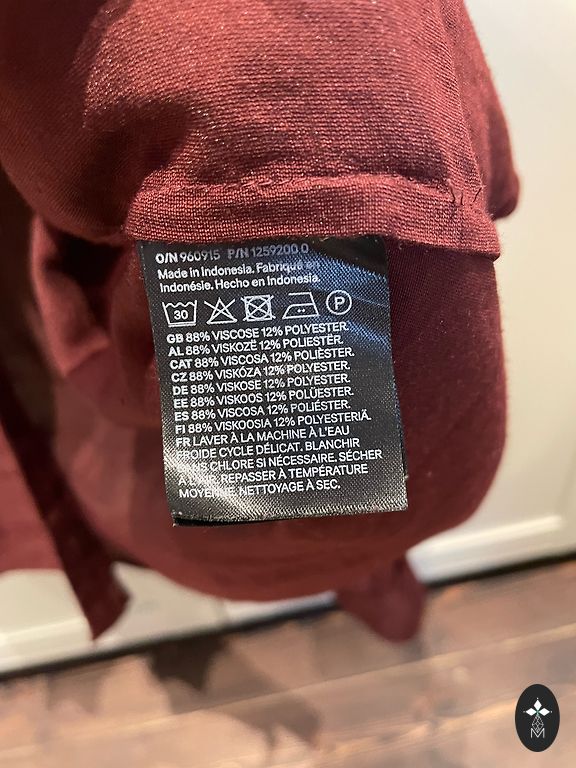 O/N 960915 P/N 1259200 0
Made in Indonesia. Fabriqué en
Indonésie. Hecho en Indonesia.
30 P
GB 88% VISCOSE 12% POLYESTER.
AL 88% VISKOZË 12% POLIESTËR.
CAT 88% VISCOSA 12% POLIÈSTER.
CZ 88% VISKÓZA 12% POLYESTER.
DE 88% VISKOSE 12% POLYESTER.
EE 88% VISKOOS 12% POLÜESTER.
ES 88% VISCOSA 12% POLIÉSTER.
FI 88% VISKOOSIA 12% POLYESTERIÄ.
FR LAVER À LA MACHINE À L'EAU
FROIDE CYCLE DÉLICAT. BLANCHIR
SANS CHLORE SI NÉCESSAIRE. SÉCHER
REPASSER À TEMPÉRATURE
MOYENNE. NETTOYAGE À SEC.
M